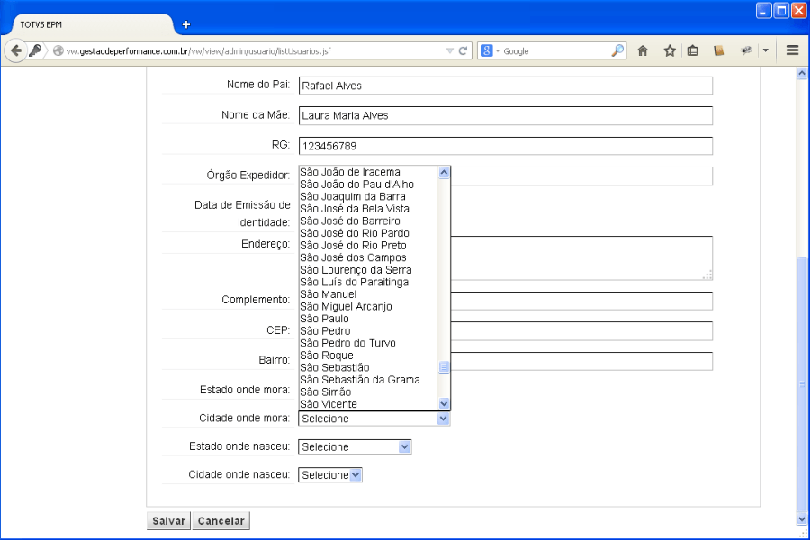 TOTVS EPM
vw.gestaodeperformance.com.br/vw/view/admin/usuario/listUsuarios.js
Google
Nome do Pai: Rafael Alves
Nome da Mãe: Laura Maria Alves
RG: 123456789
Órgão Expedidor:
Data de Emissão de
identidade:
Endereço:
Complemento:
CEP:
Bairro:
Estado onde mora:
São João de Iracema
São João do Pau d'Alho
São Joaquim da Barra
São José da Bela Vista
São José do Barreiro
São José do Rio Pardo
São José do Rio Preto
São José dos Campos
São Lourenço da Serra
São Luís do Paraitinga
São Manuel
São Miguel Arcanjo
São Paulo
São Pedro
São Pedro do Turvo
São Roque
São Sebastião
São Sebastião da Grama
São Simão
São Vicente
Cidade onde mora: Selecione
Estado onde nasceu: Selecione
Cidade onde nasceu: Selecione
Salvar Cancelar